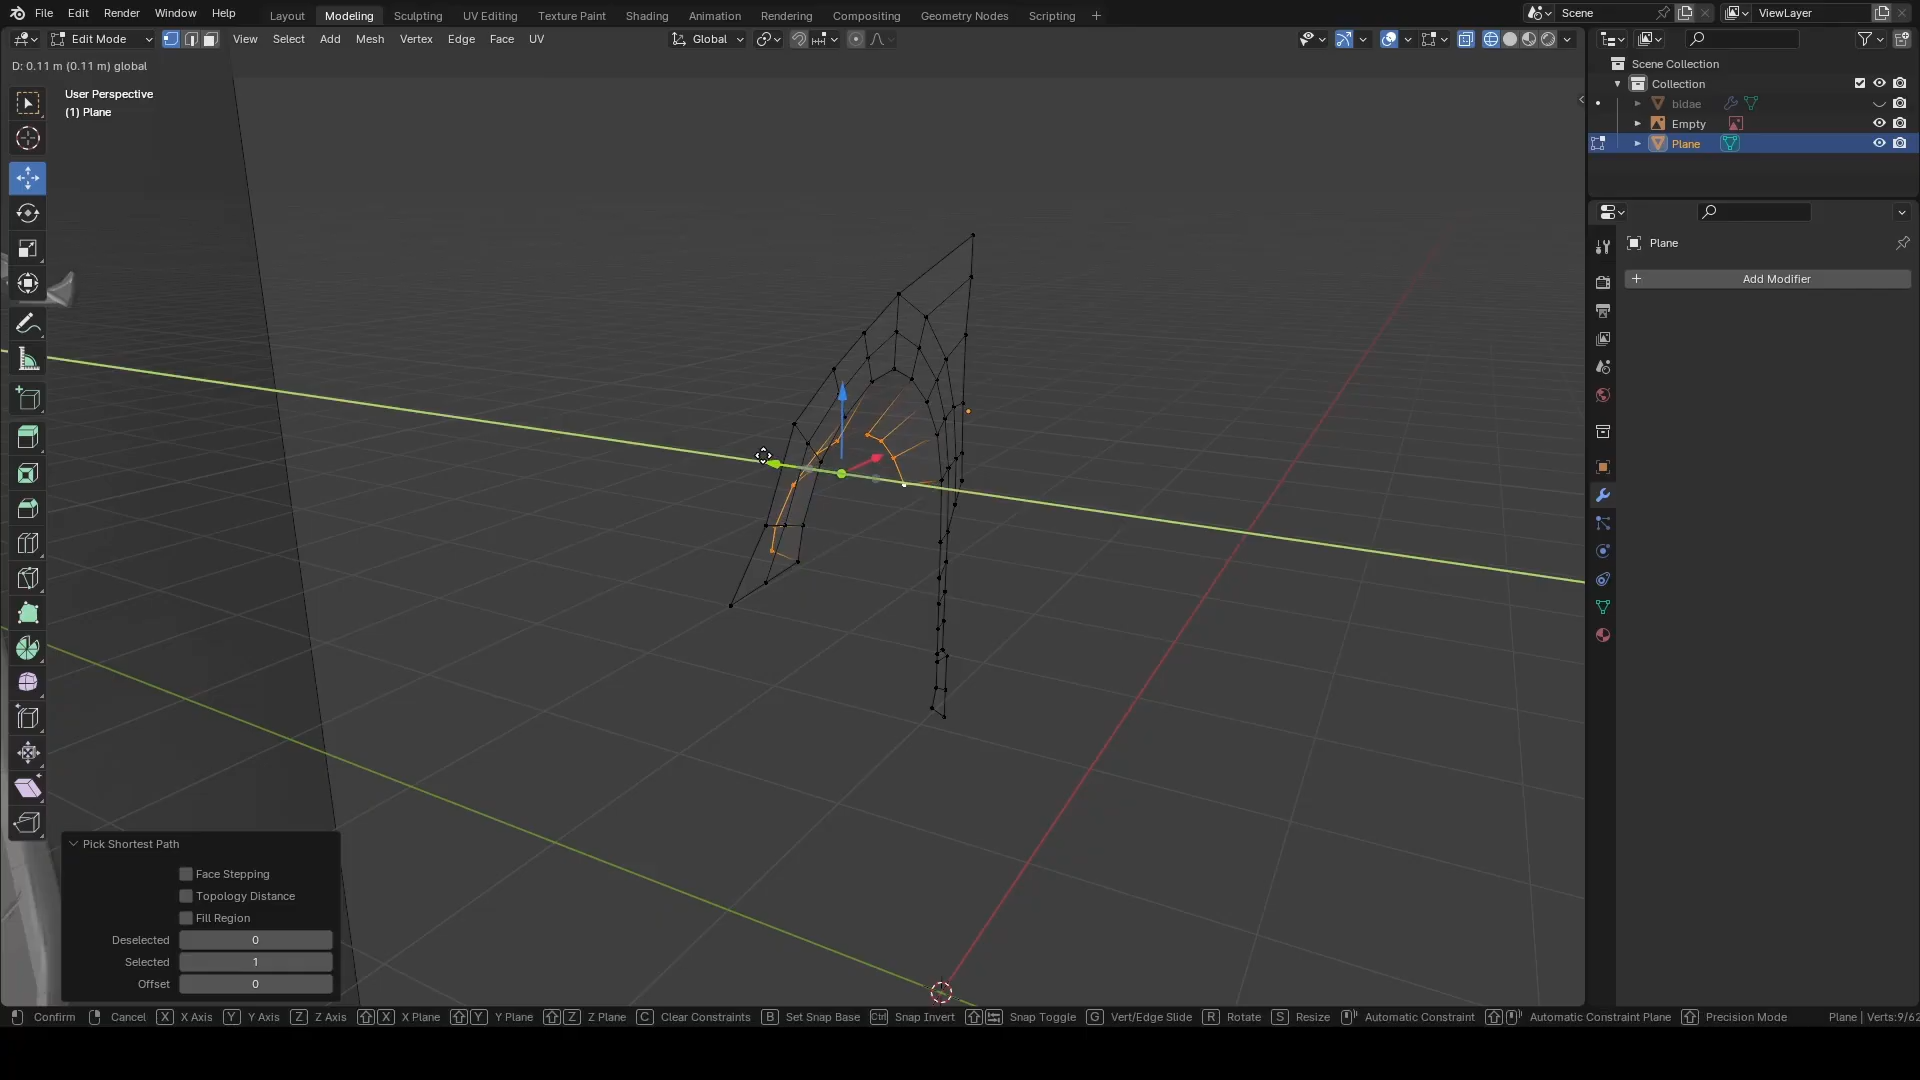 File Edit Render Window Help Layout Modeling Sculpting UV Editing Texture Paint Shading Animation Rendering Compositing Geometry Nodes Scripting Scene ViewLayer
Edit Mode View Select Add Mesh Vertex Edge Face UV Global
D: 0.11 m (0.11 m) global
User Perspective
(1) Plane
Scene Collection
Collection
bldae
Empty
Plane
Plane
Add Modifier
Pick Shortest Path
Face Stepping
Topology Distance
Fill Region
Deselected 0
Selected 1
Offset 0
Confirm Cancel X X Axis Y Y Axis Z Z Axis X X Plane Y Y Plane Z Z Plane C Clear Constraints B Set Snap Base Ctrl Snap Invert Snap Toggle G Vert/Edge Slide R Rotate S Resize Automatic Constraint Automatic Constraint Plane Precision Mode Plane | Verts:9/62